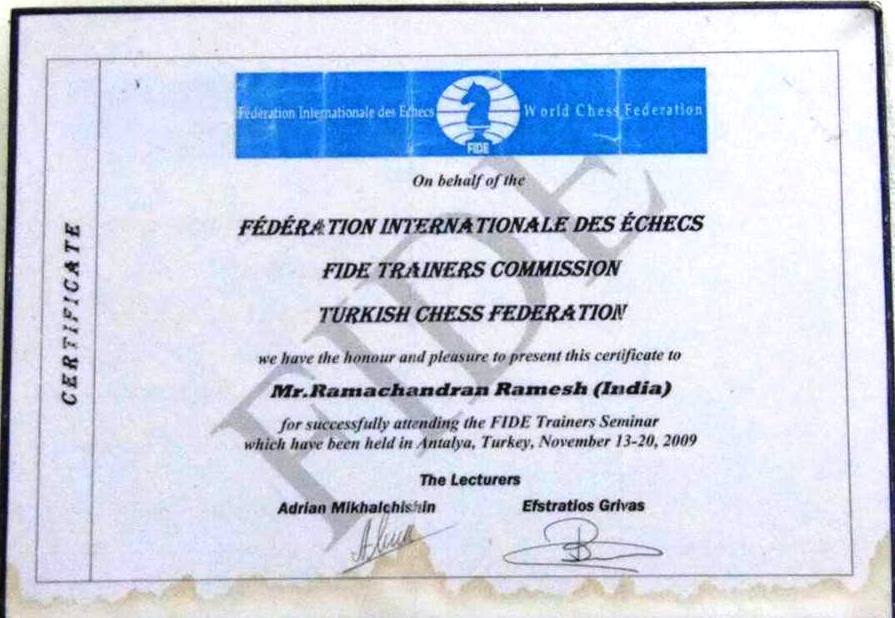 Fédération Internationale des Echecs
World Chess Federation
FIDE
On behalf of the
FÉDÉRATION INTERNATIONALE DES ÉCHECS
FIDE TRAINERS COMMISSION
TURKISH CHESS FEDERATION
we have the honour and pleasure to present this certificate to
Mr.Ramachandran Ramesh (India)
for successfully attending the FIDE Trainers Seminar
which have been held in Antalya, Turkey, November 13-20, 2009
The Lecturers
Adrian Mikhalchishin Efstratios Grivas
CERTIFICATE
FIDE